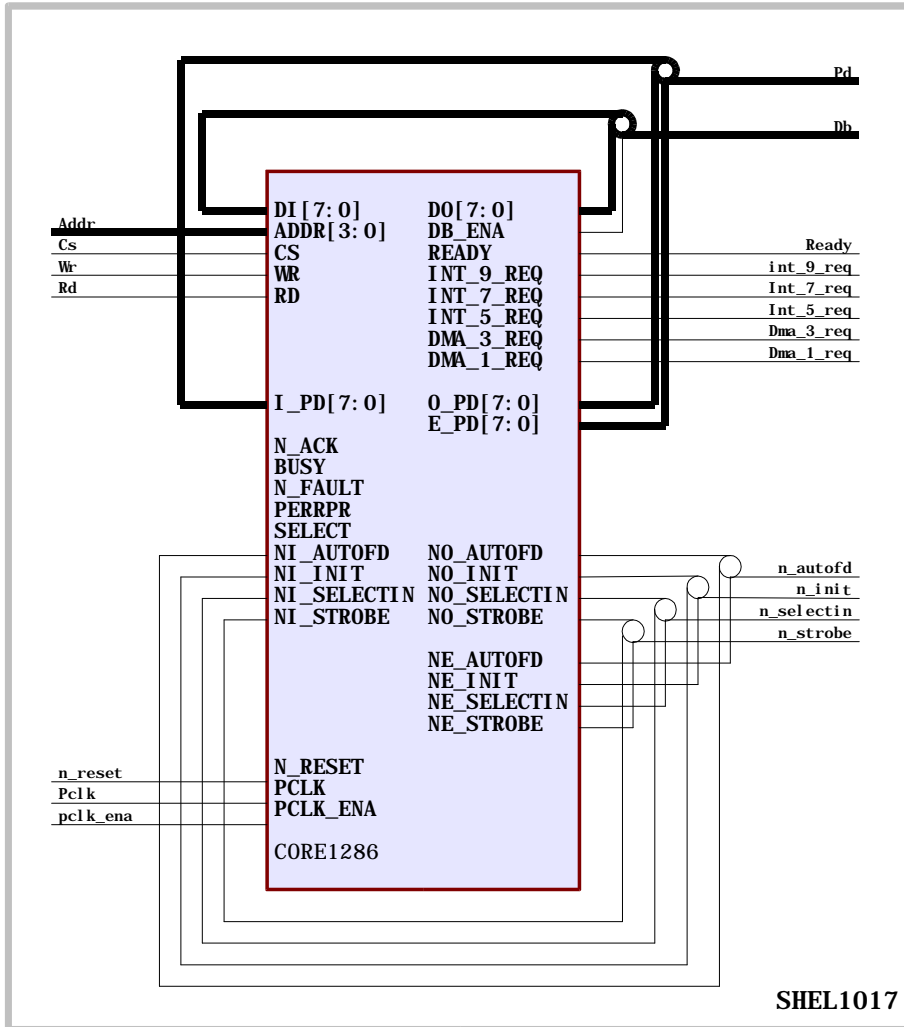 Pd
Db
DI[7:0] DO[7:0]
Addr ADDR[3:0] DB_ENA
Cs CS READY Ready
Wr WR INT_9_REQ int_9_req
Rd RD INT_7_REQ Int_7_req
INT_5_REQ Int_5_req
DMA_3_REQ Dma_3_req
DMA_1_REQ Dma_1_req
I_PD[7:0] O_PD[7:0]
E_PD[7:0]
N_ACK
BUSY
N_FAULT
PERRPR
SELECT
NI_AUTOFD NO_AUTOFD n_autofd
NI_INIT NO_INIT n_init
NI_SELECTIN NO_SELECTIN n_selectin
NI_STROBE NO_STROBE n_strobe
NE_AUTOFD
NE_INIT
NE_SELECTIN
NE_STROBE
n_reset N_RESET
Pclk PCLK
pclk_ena PCLK_ENA
CORE1286
SHEL1017